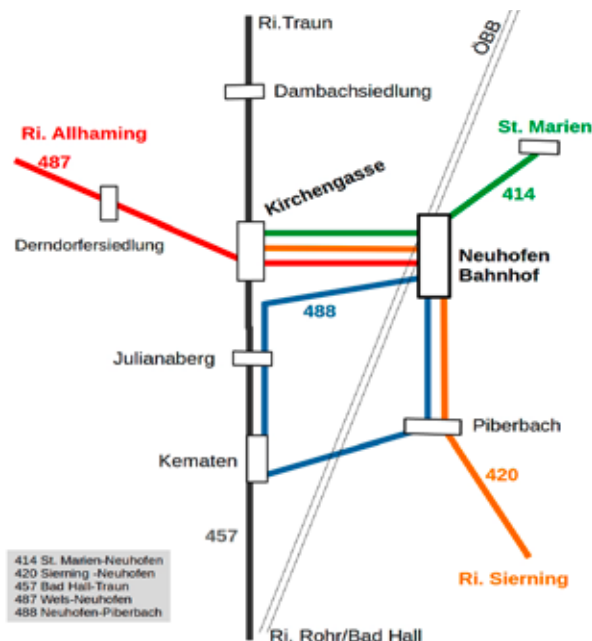 Ri.Traun
ÖBB
Dambachsiedlung
Ri. Allhaming
487
St. Marien
414
Kirchengasse
Derndorfersiedlung
Neuhofen
Bahnhof
488
Julianaberg
Piberbach
Kematen
420
457
414 St. Marien-Neuhofen
420 Sierning -Neuhofen
457 Bad Hall-Traun
487 Wels-Neuhofen
488 Neuhofen-Piberbach
Ri. Sierning
Ri. Rohr/Bad Hall